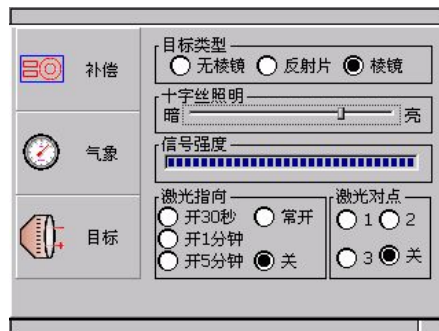 补偿
气象
目标
目标类型
无棱镜 反射片 棱镜
十字丝照明
暗 亮
信号强度
激光指向
开30秒 常开
开1分钟
开5分钟 关
激光对点
1 2
3 关